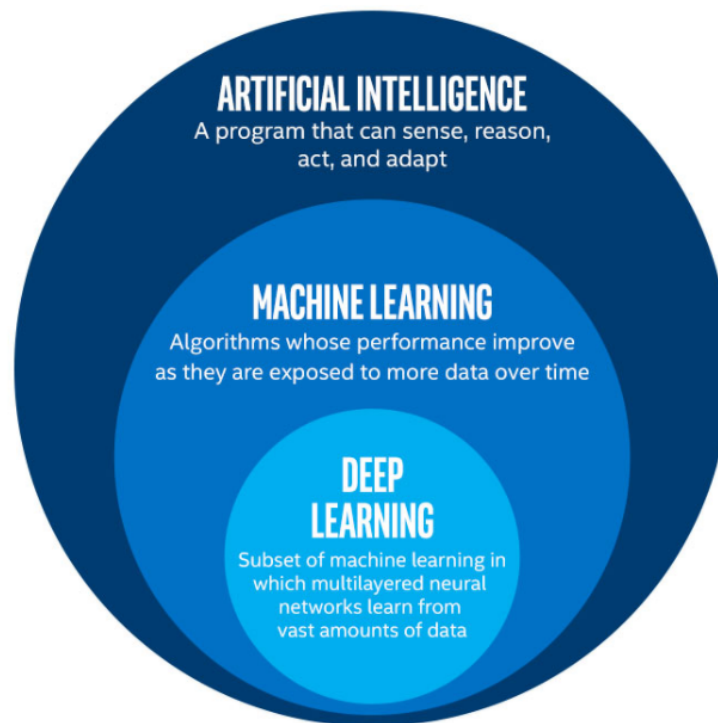 ARTIFICIAL INTELLIGENCE
A program that can sense, reason,
act, and adapt
MACHINE LEARNING
Algorithms whose performance improve
as they are exposed to more data over time
DEEP
LEARNING
Subset of machine learning in
which multilayered neural
networks learn from
vast amounts of data